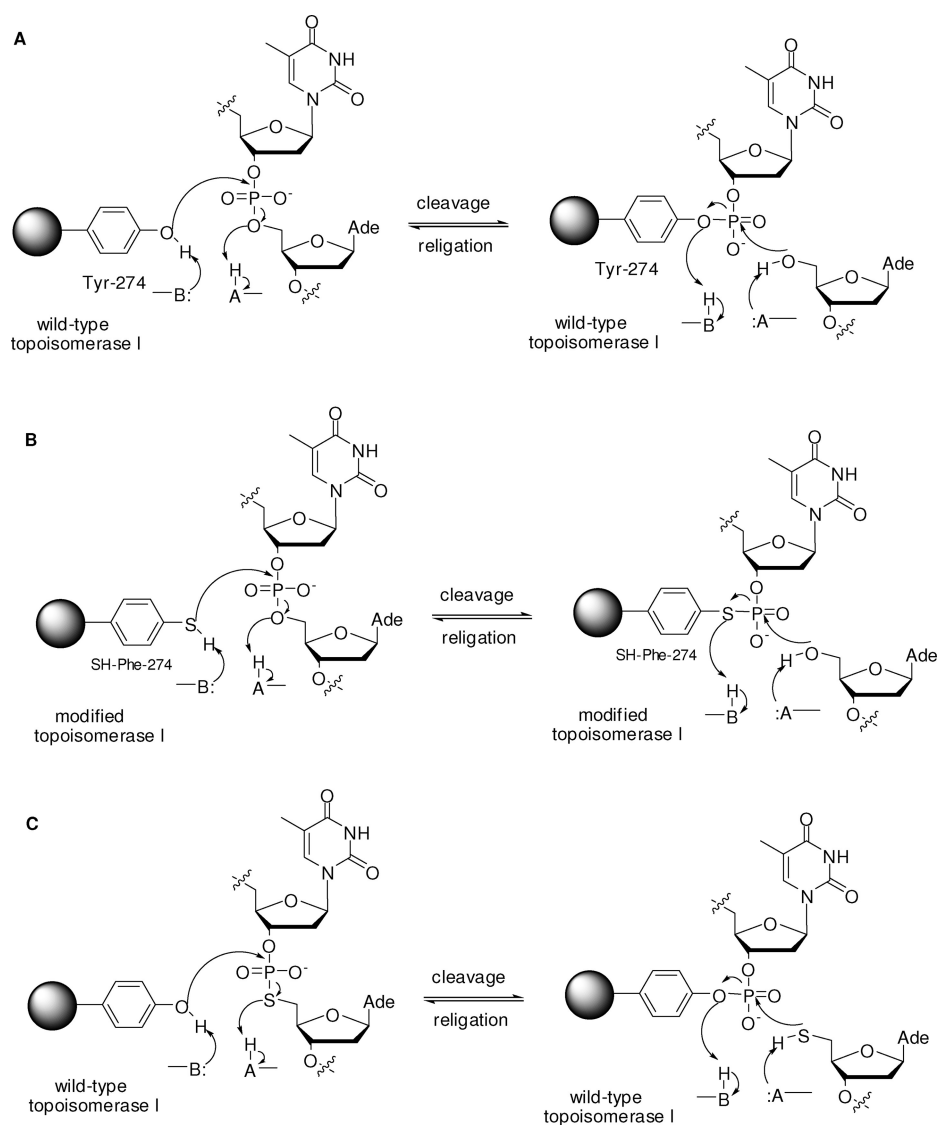 A
O
NH
N
O
O
O
O=P-O-
O
O
Ade
O
O
H
Tyr-274
—B:
H
A—
wild-type
topoisomerase I
cleavage
religation
O
NH
N
O
O
O
O-P=O
O-
Tyr-274
H
—B
H-O
:A—
O
Ade
O
wild-type
topoisomerase I
B
O
NH
N
O
O
O
O=P-O-
O
O
Ade
O
S
H
SH-Phe-274
—B:
H
A—
modified
topoisomerase I
cleavage
religation
O
NH
N
O
O
O
S-P=O
O-
SH-Phe-274
H
—B
H-O
:A—
O
Ade
O
modified
topoisomerase I
C
O
NH
N
O
O
O
O=P-O-
S
O
Ade
O
O
H
—B:
H
A—
wild-type
topoisomerase I
cleavage
religation
O
NH
N
O
O
O
O-P=O
O-
H
—B
H-S
:A—
O
Ade
O
wild-type
topoisomerase I